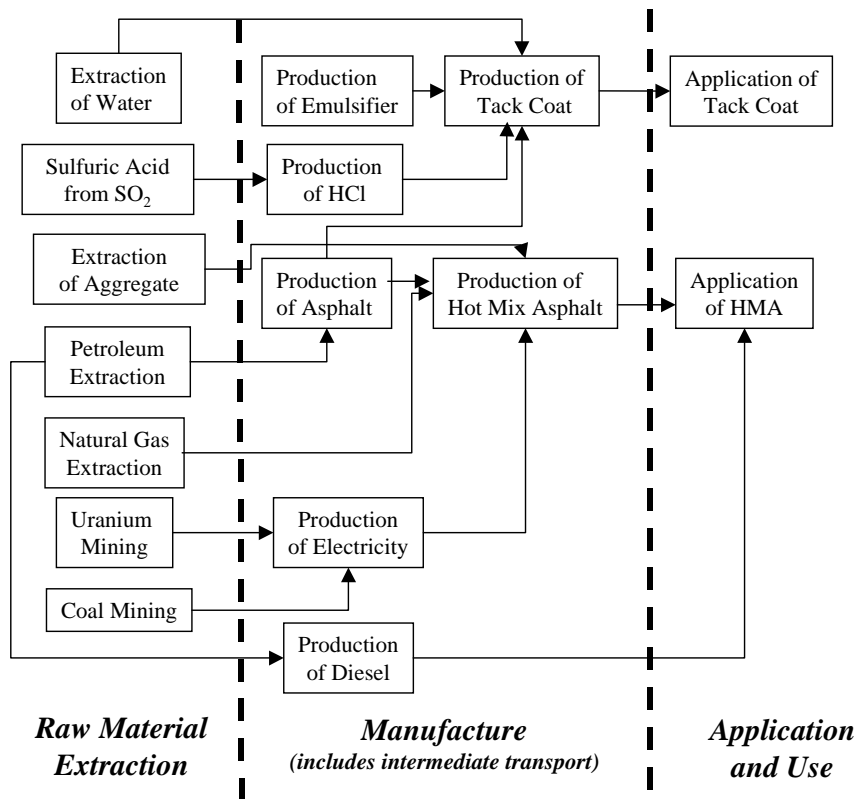 Extraction
of Water
Production
of Emulsifier
Production of
Tack Coat
Application of
Tack Coat
Sulfuric Acid
from SO₂
Production
of HCl
Extraction
of Aggregate
Production
of Asphalt
Production of
Hot Mix Asphalt
Application
of HMA
Petroleum
Extraction
Natural Gas
Extraction
Uranium
Mining
Production
of Electricity
Coal Mining
Production
of Diesel
Raw Material
Extraction
Manufacture
(includes intermediate transport)
Application
and Use